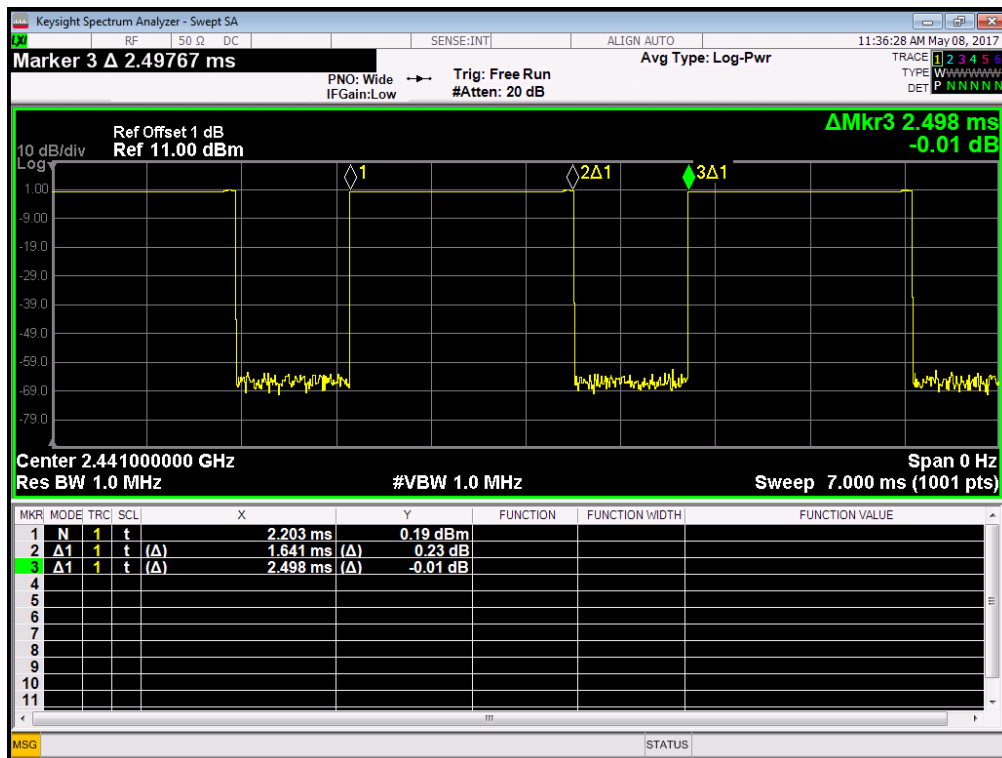 Keysight Spectrum Analyzer - Swept SA
LXI RF 50 Ω DC SENSE:INT ALIGN AUTO 11:36:28 AM May 08, 2017
Marker 3 Δ 2.49767 ms Avg Type: Log-Pwr TRACE 1 2 3 4 5 6
PNO: Wide Trig: Free Run TYPE WWWWWW
IFGain:Low #Atten: 20 dB DET P N N N N N
ΔMkr3 2.498 ms
-0.01 dB
Ref Offset 1 dB
10 dB/div Ref 11.00 dBm
Log
1 2Δ1 3Δ1
1.00
-9.00
-19.0
-29.0
-39.0
-49.0
-59.0
-69.0
-79.0
Center 2.441000000 GHz Span 0 Hz
Res BW 1.0 MHz #VBW 1.0 MHz Sweep 7.000 ms (1001 pts)
MKR MODE TRC SCL X Y FUNCTION FUNCTION WIDTH FUNCTION VALUE
1 N 1 t 2.203 ms 0.19 dBm
2 Δ1 1 t (Δ) 1.641 ms (Δ) 0.23 dB
3 Δ1 1 t (Δ) 2.498 ms (Δ) -0.01 dB
4
5
6
7
8
9
10
11
MSG STATUS